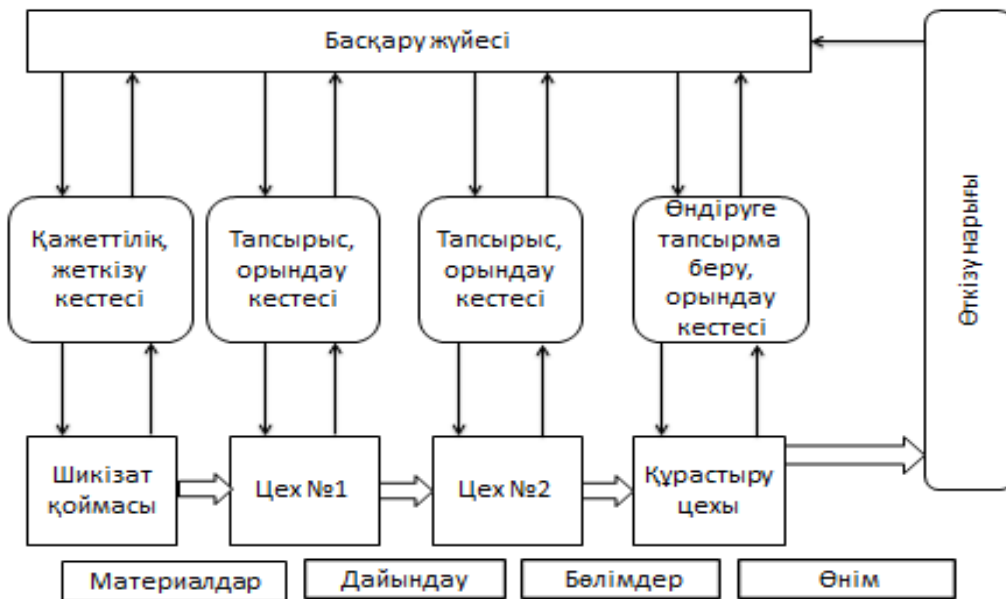 Басқару жүйесі
Қажеттілік,
жеткізу
кестесі
Тапсырыс,
орындау
кестесі
Тапсырыс,
орындау
кестесі
Өндіруге
тапсырма
беру,
орындау
кестесі
Өткізу нарығы
Шикізат
қоймасы
Цех №1
Цех №2
Құрастыру
цехы
Материалдар
Дайындау
Бөлімдер
Өнім